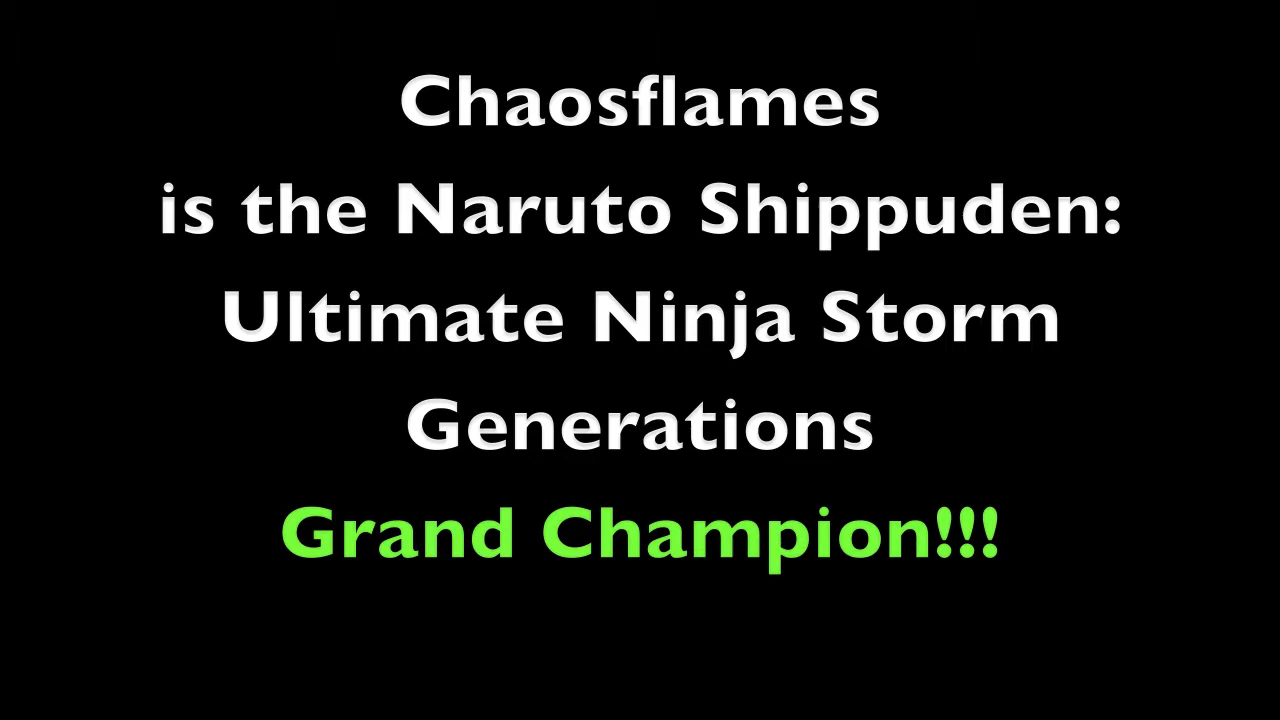 Chaosflames
is the Naruto Shippuden:
Ultimate Ninja Storm
Generations
Grand Champion!!!